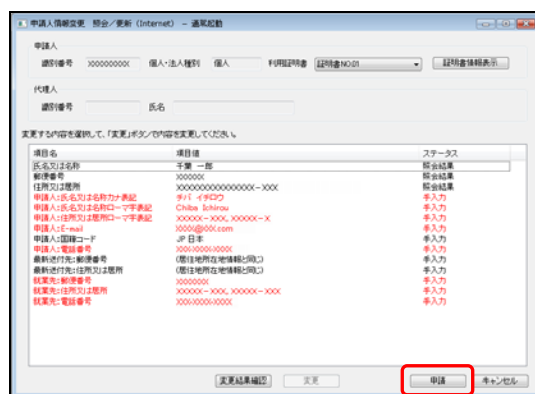 申請人情報変更 照会／更新（Internet） － 通常起動
申請人
識別番号 XXXXXXXXX 個人・法人種別 個人 利用証明書 証明書NO.01 証明書情報表示
代理人
識別番号 氏名
変更する内容を選択して、「変更」ボタンで内容を変更してください。
項目名 項目値 ステータス
氏名又は名称 千葉 一郎 照会結果
郵便番号 XXXXXX 照会結果
住所又は居所 XXXXXXXXXXXXXXX－XXX 照会結果
申請人:氏名又は名称カナ表記 チバ イチロウ 手入力
申請人:氏名又は名称ローマ字表記 Chiba Ichirou 手入力
申請人:住所又は居所ローマ字表記 XXXXX－XXX, XXXXX－X 手入力
申請人:E-mail XXXX@XXX.com 手入力
申請人:国籍コード JP 日本 手入力
申請人:電話番号 XXX-XXXX-XXXX 手入力
最新送付先:郵便番号 (居住地所在地情報と同じ) 手入力
最新送付先:住所又は居所 (居住地所在地情報と同じ) 手入力
就業先:郵便番号 XXXXXXX 手入力
就業先:住所又は居所 XXXXXX－XXX, XXXXX－XXX 手入力
就業先:電話番号 XXX-XXXX-XXXX 手入力
変更結果確認 変更 申請 キャンセル